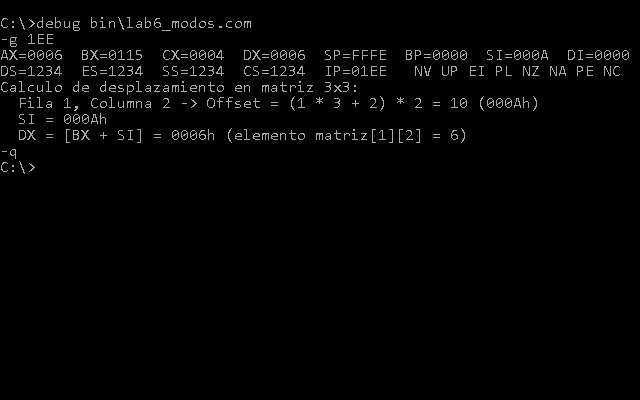 C:\>debug bin\lab6_modos.com
-g 1EE
AX=0006  BX=0115  CX=0004  DX=0006  SP=FFFE  BP=0000  SI=000A  DI=0000
DS=1234  ES=1234  SS=1234  CS=1234  IP=01EE   NV UP EI PL NZ NA PE NC
Calculo de desplazamiento en matriz 3x3:
  Fila 1, Columna 2 -> Offset = (1 * 3 + 2) * 2 = 10 (000Ah)
  SI = 000Ah
  DX = [BX + SI] = 0006h (elemento matriz[1][2] = 6)
-q
C:\>